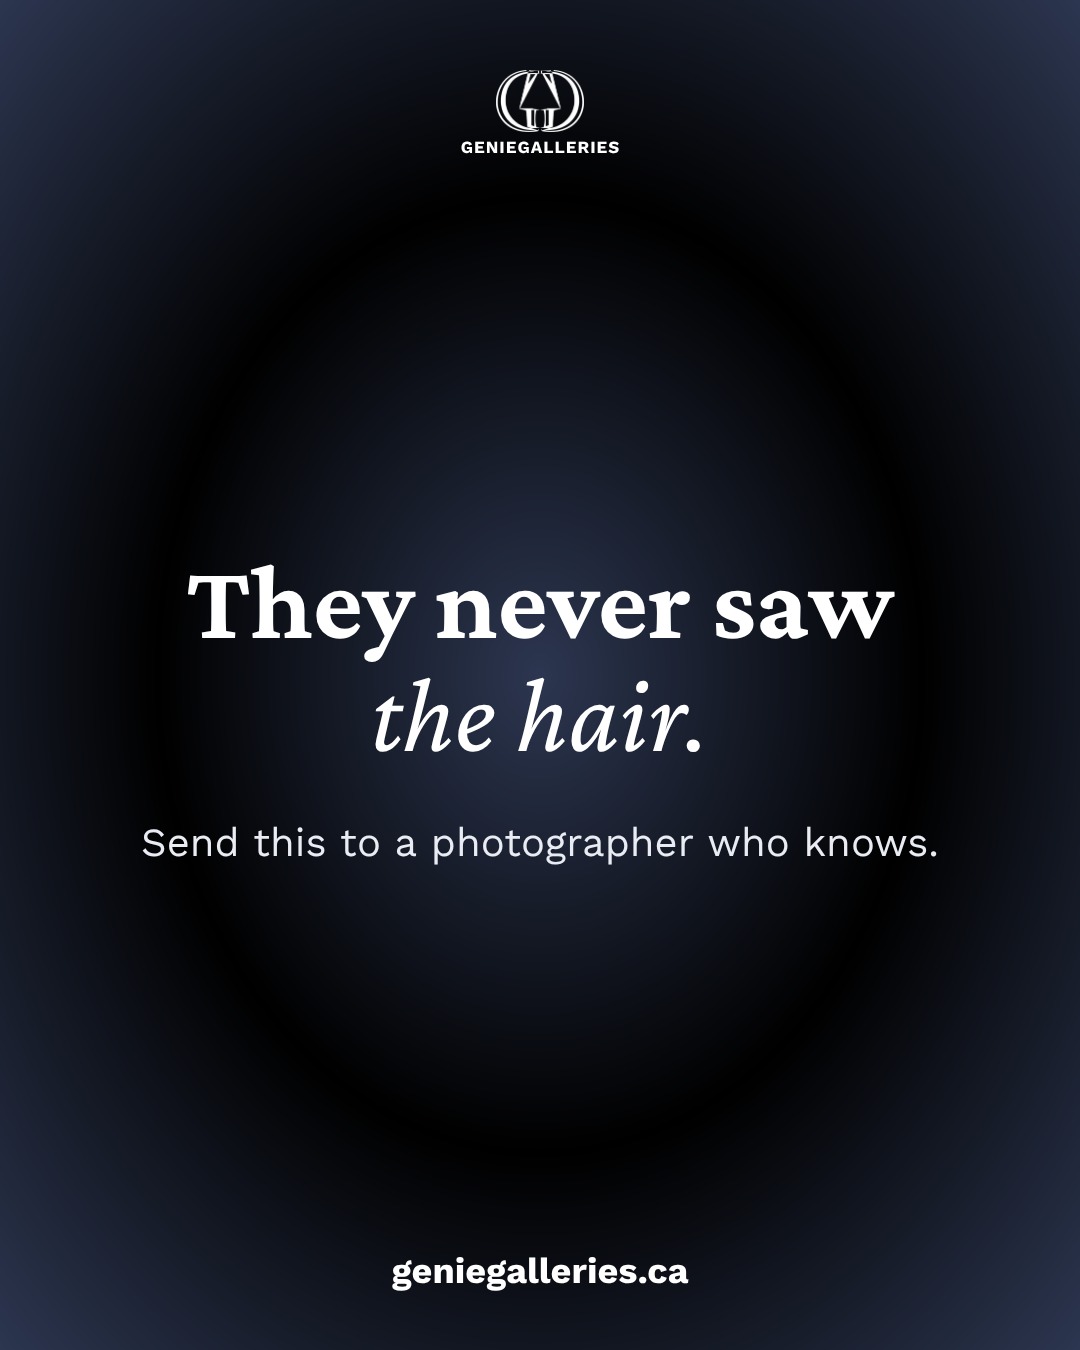 GENIEGALLERIES
They never saw
the hair.
Send this to a photographer who knows.
geniegalleries.ca